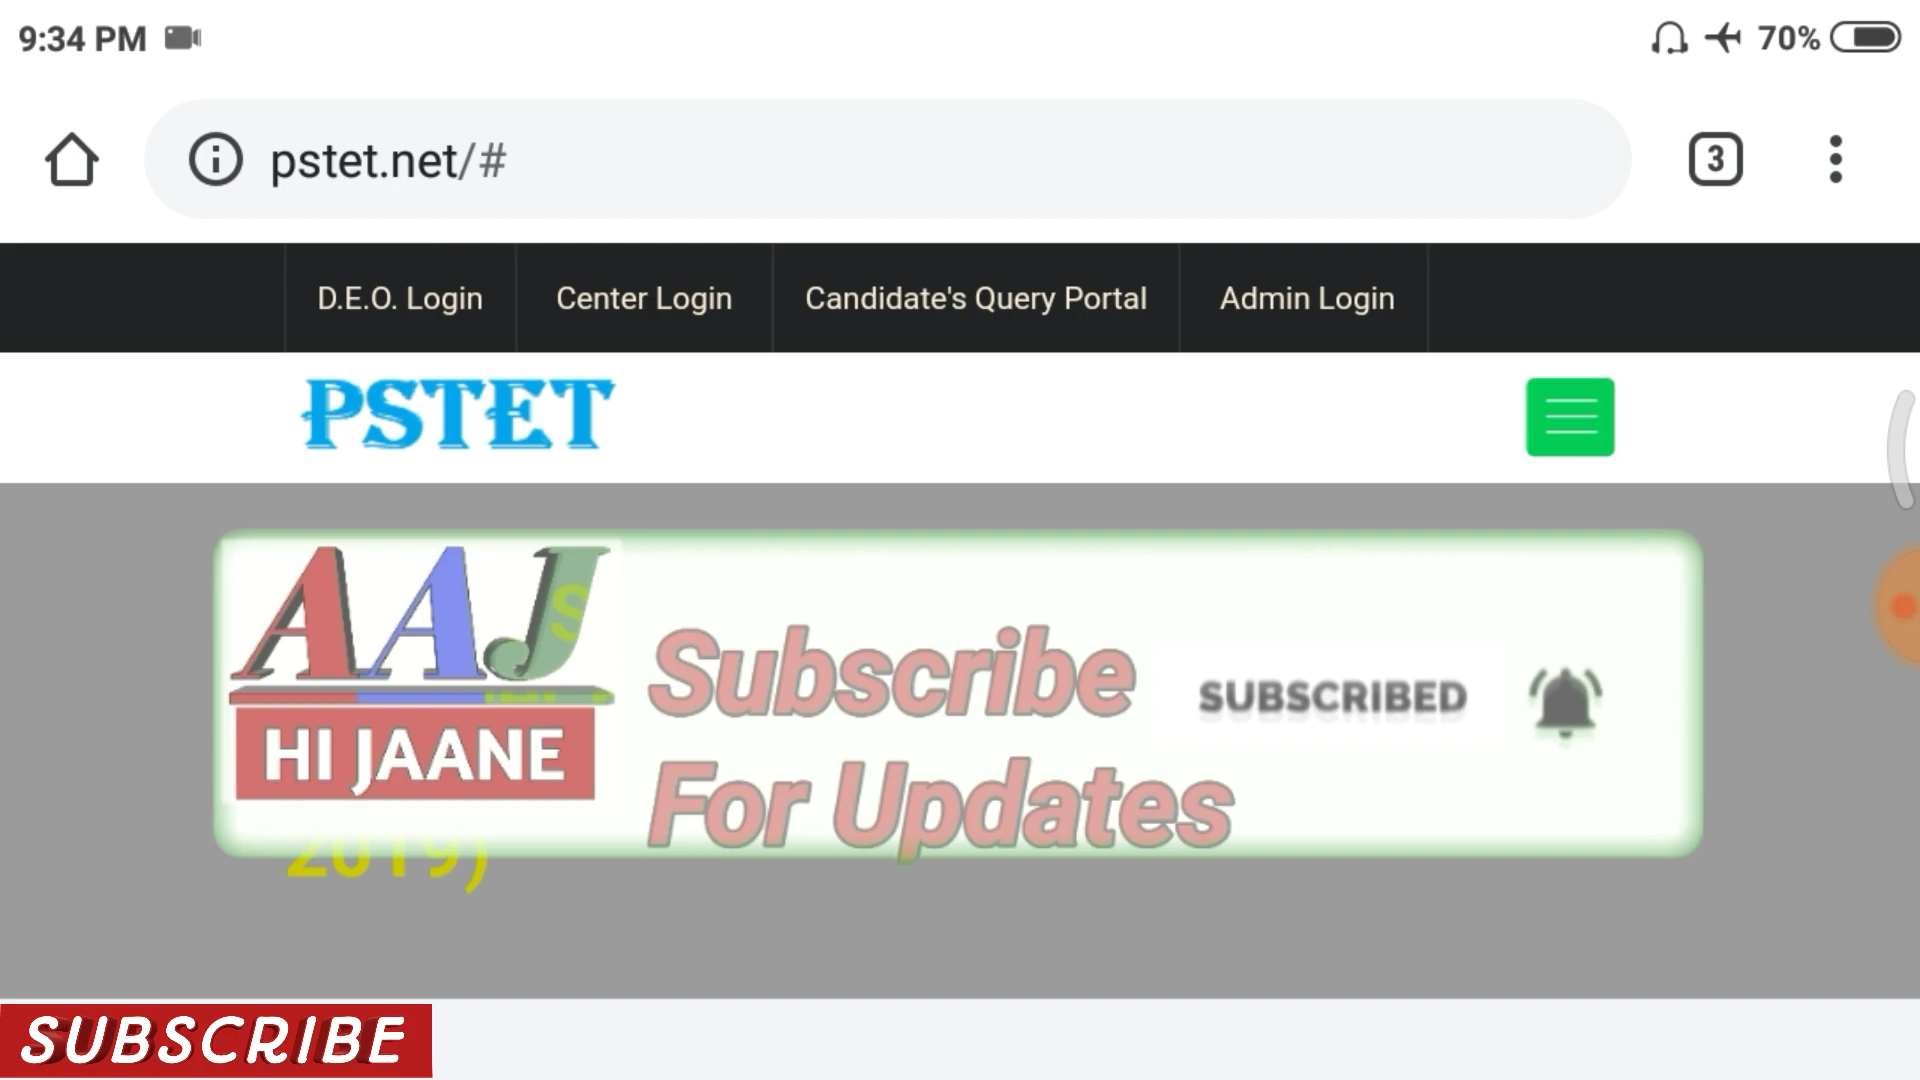 9:34 PM
70%
pstet.net/#
3
D.E.O. Login
Center Login
Candidate's Query Portal
Admin Login
PSTET
AAJ
HI JAANE
Subscribe
For Updates
SUBSCRIBED
2019)
SUBSCRIBE